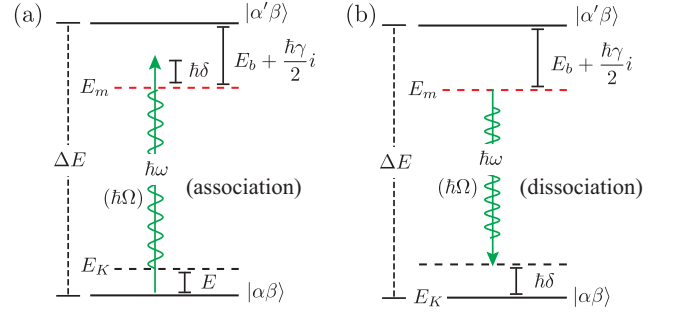 (a)
|α′β⟩
ħδ
E_b + ħγ/2 i
E_m
ΔE
ħω
(ħΩ)
(association)
E_K
E
|αβ⟩
(b)
|α′β⟩
E_b + ħγ/2 i
E_m
ΔE
ħω
(ħΩ)
(dissociation)
ħδ
E_K
|αβ⟩